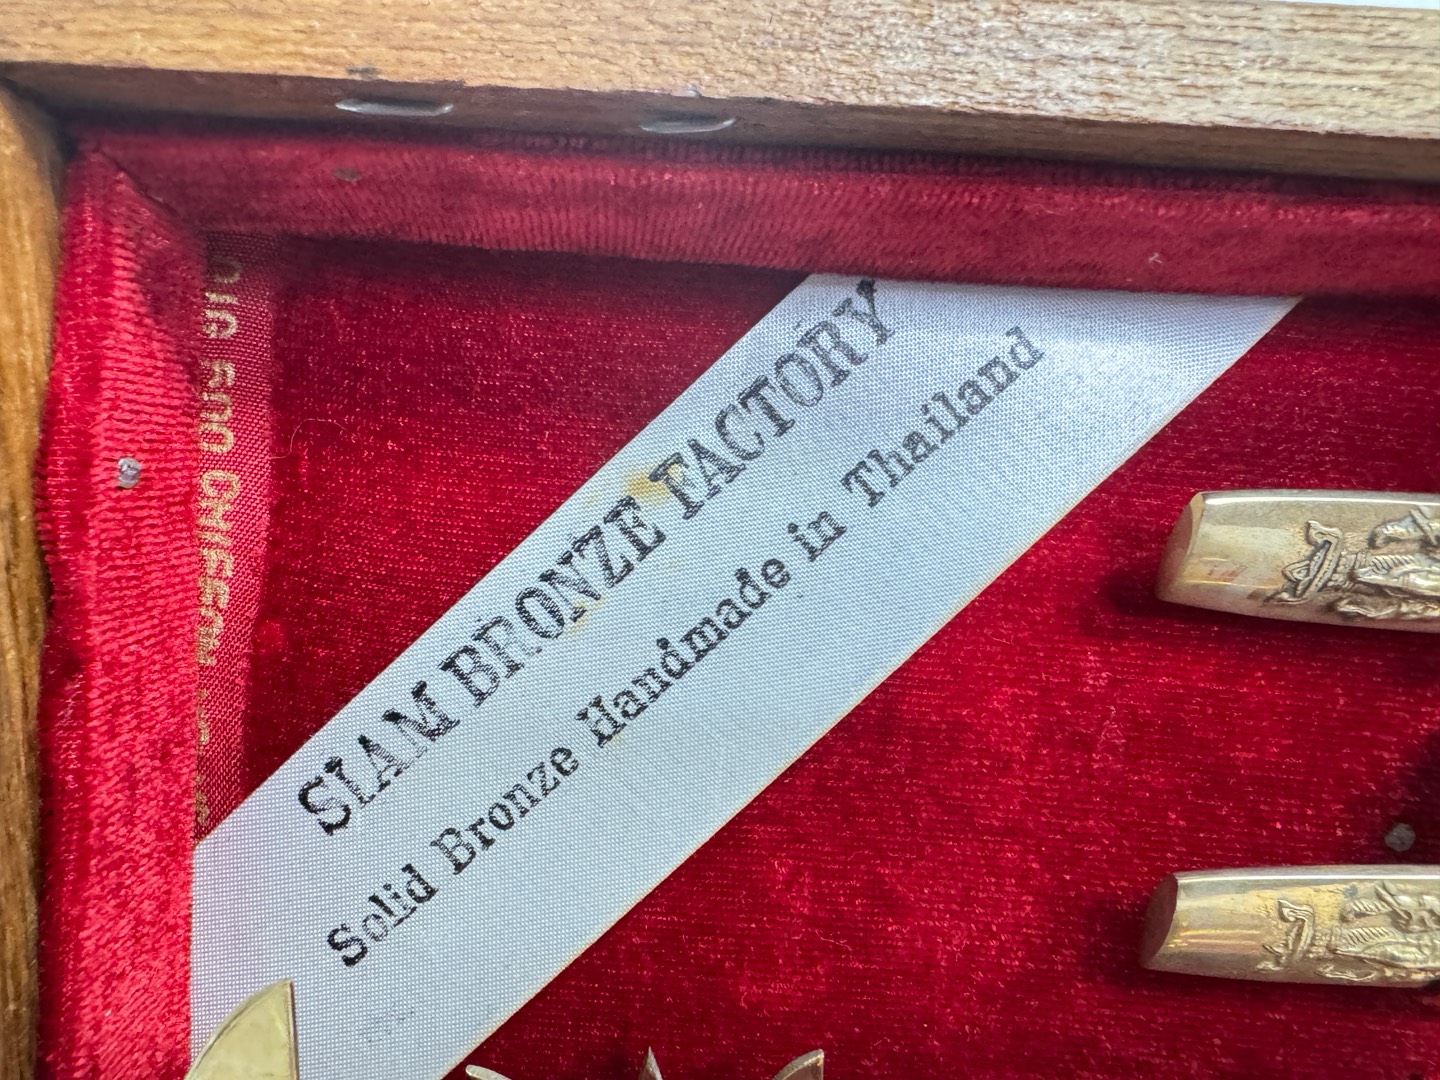 SIAM BRONZE FACTORY
Solid Bronze Handmade in Thailand